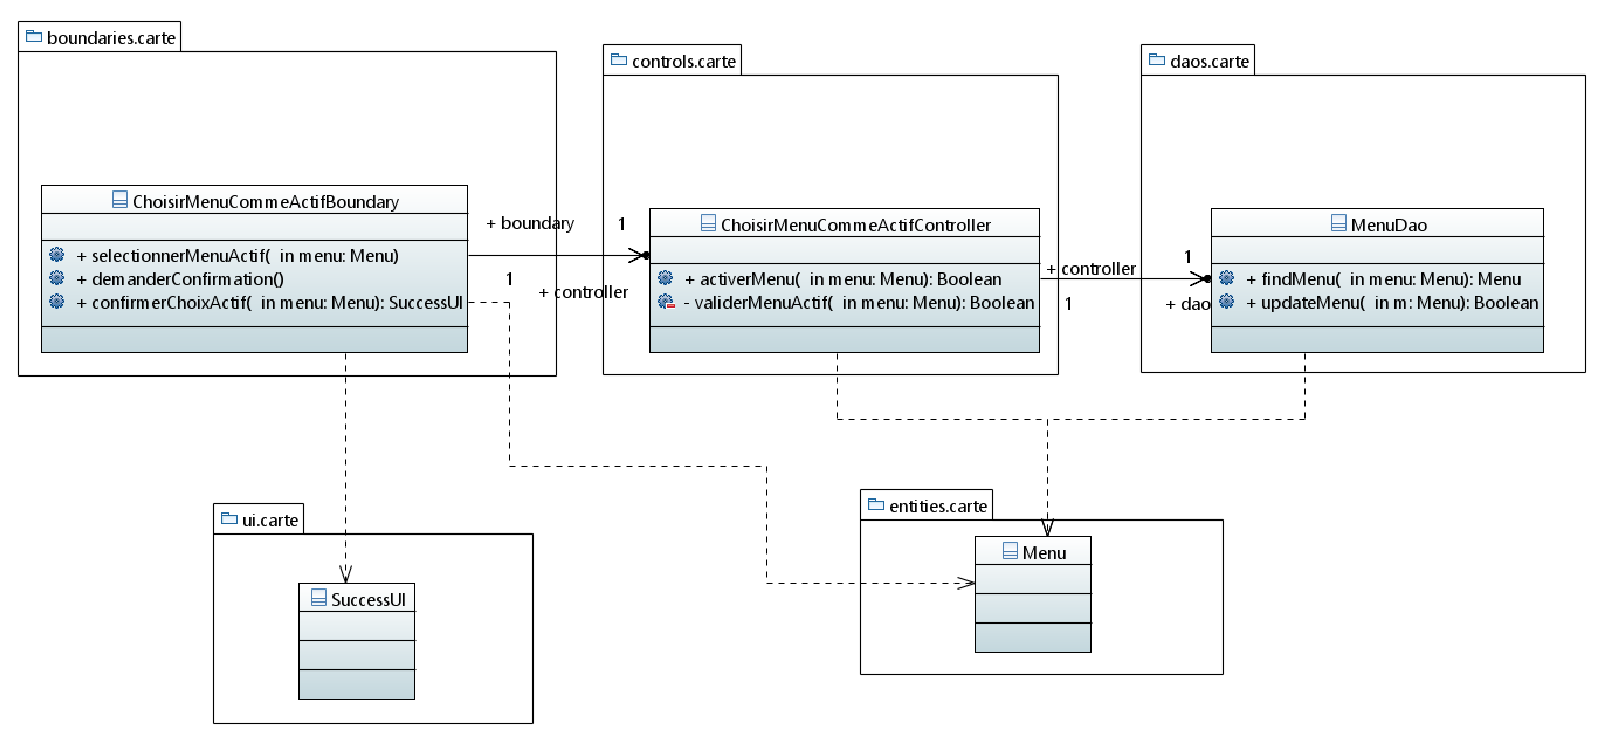 boundaries.carte
ChoisirMenuCommeActifBoundary
+ selectionnerMenuActif( in menu: Menu)
+ demanderConfirmation()
+ confirmerChoixActif( in menu: Menu): SuccessUI
+ boundary
1
1
+ controller
controls.carte
ChoisirMenuCommeActifController
+ activerMenu( in menu: Menu): Boolean
- validerMenuActif( in menu: Menu): Boolean
+ controller
1
1
+ dao
daos.carte
MenuDao
+ findMenu( in menu: Menu): Menu
+ updateMenu( in m: Menu): Boolean
ui.carte
SuccessUI
entities.carte
Menu